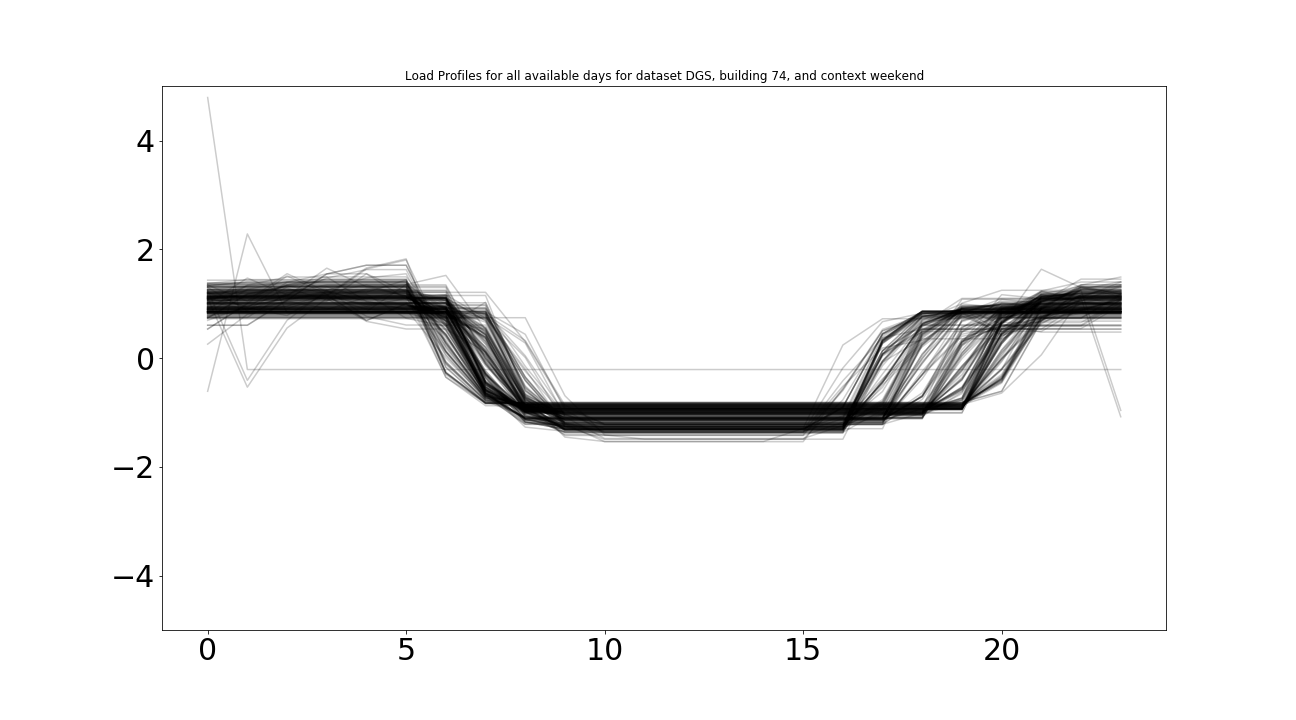 Load Profiles for all available days for dataset DGS, building 74, and context weekend
4
2
0
−2
−4
0 5 10 15 20